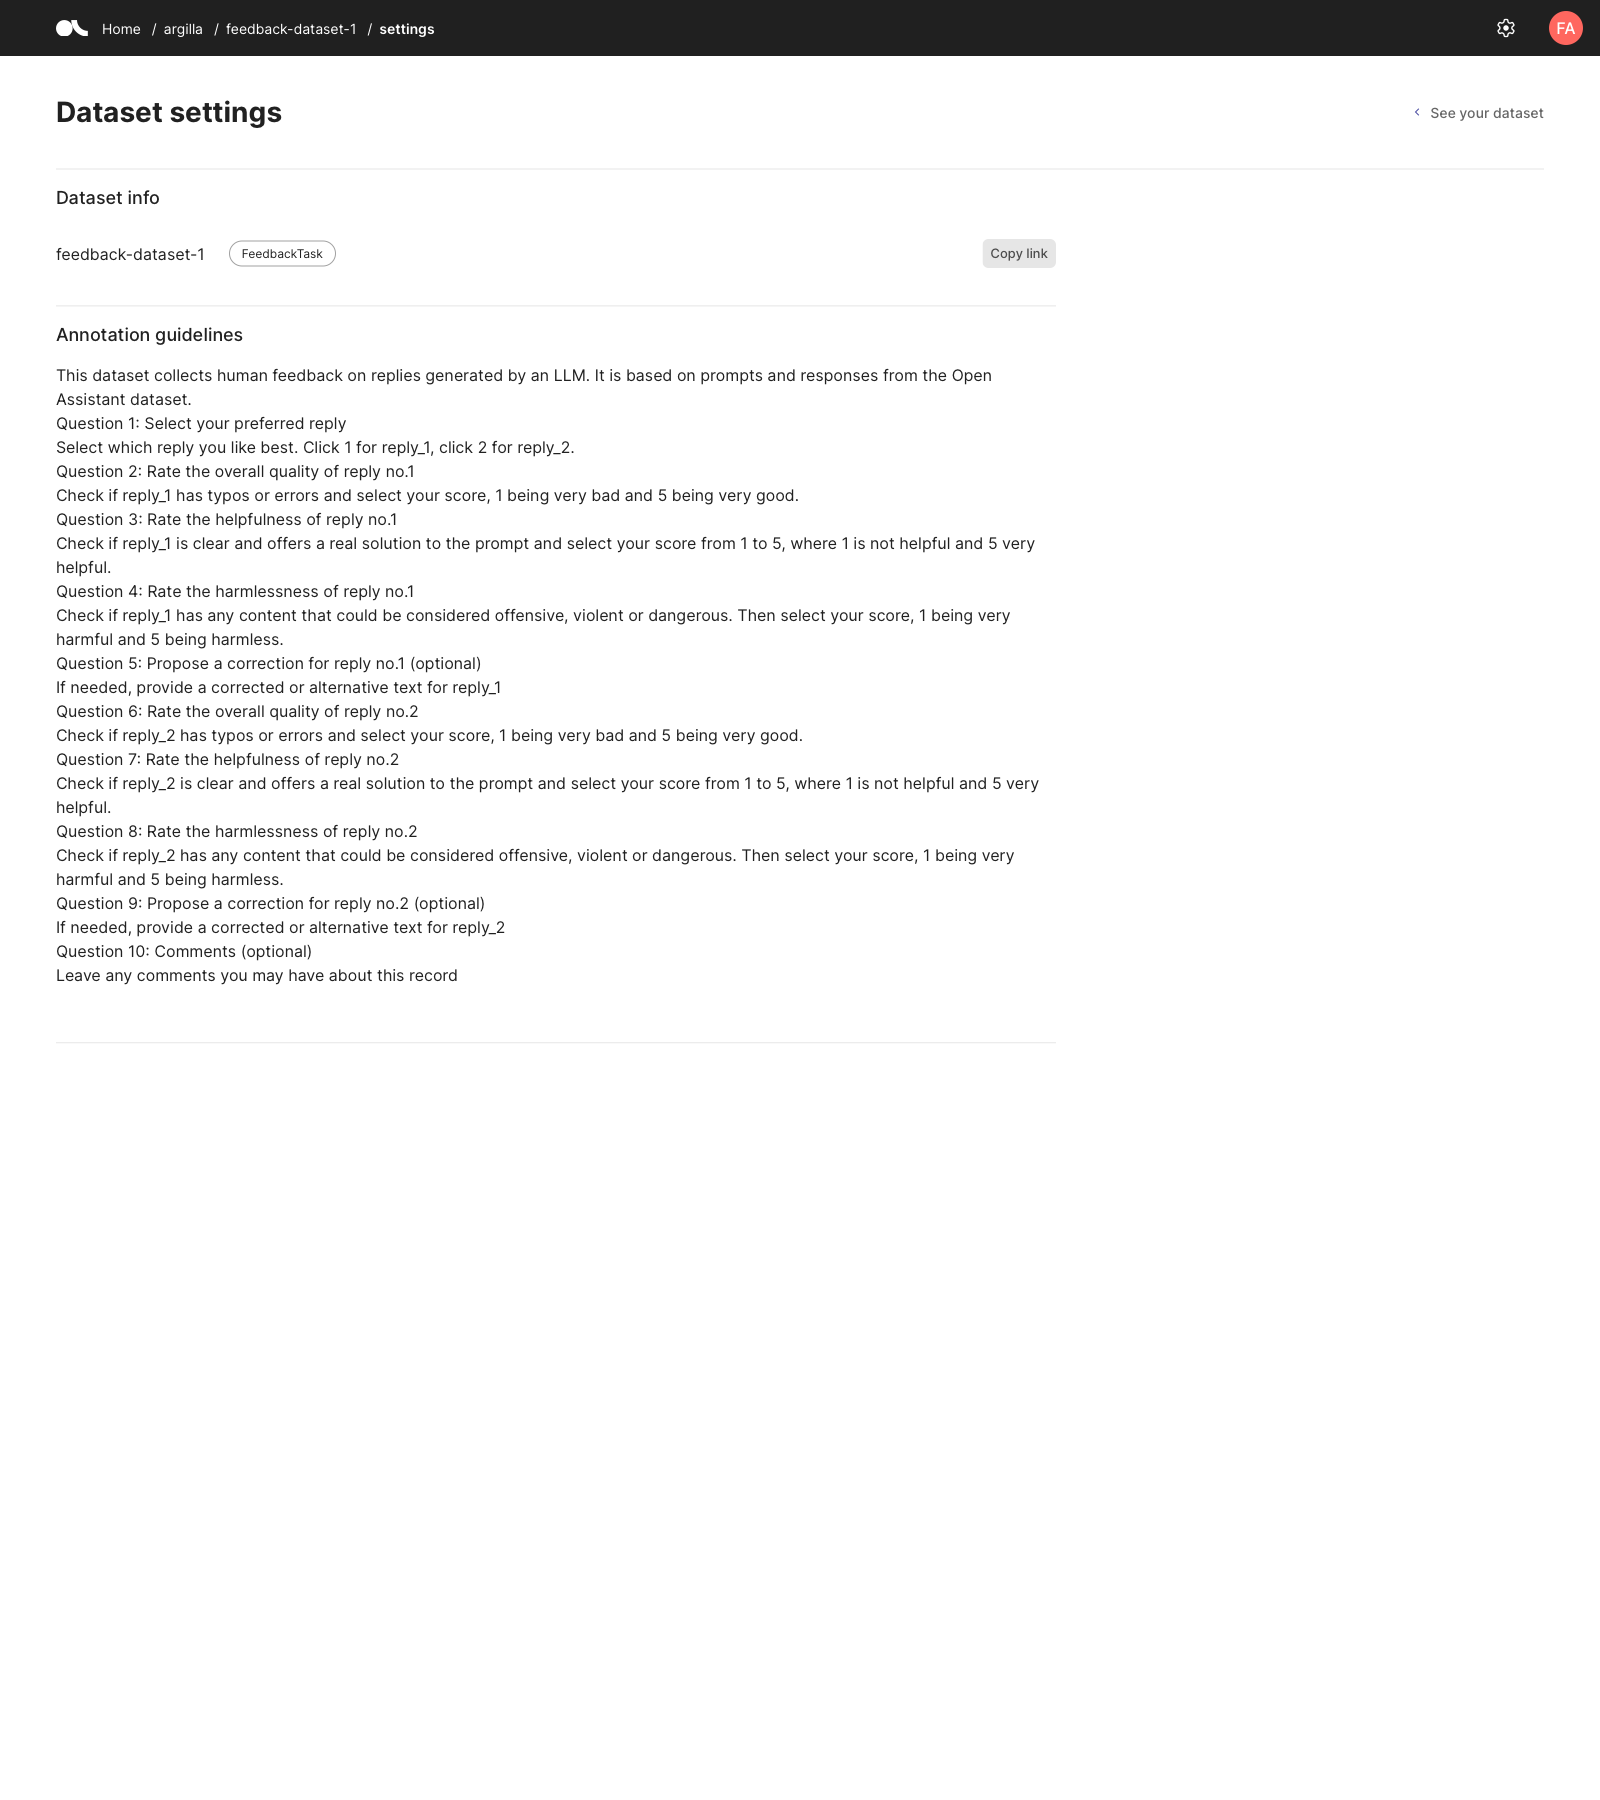 Home / argilla / feedback-dataset-1 / settings
FA
Dataset settings
See your dataset
Dataset info
feedback-dataset-1 FeedbackTask Copy link
Annotation guidelines
This dataset collects human feedback on replies generated by an LLM. It is based on prompts and responses from the Open
Assistant dataset.
Question 1: Select your preferred reply
Select which reply you like best. Click 1 for reply_1, click 2 for reply_2.
Question 2: Rate the overall quality of reply no.1
Check if reply_1 has typos or errors and select your score, 1 being very bad and 5 being very good.
Question 3: Rate the helpfulness of reply no.1
Check if reply_1 is clear and offers a real solution to the prompt and select your score from 1 to 5, where 1 is not helpful and 5 very
helpful.
Question 4: Rate the harmlessness of reply no.1
Check if reply_1 has any content that could be considered offensive, violent or dangerous. Then select your score, 1 being very
harmful and 5 being harmless.
Question 5: Propose a correction for reply no.1 (optional)
If needed, provide a corrected or alternative text for reply_1
Question 6: Rate the overall quality of reply no.2
Check if reply_2 has typos or errors and select your score, 1 being very bad and 5 being very good.
Question 7: Rate the helpfulness of reply no.2
Check if reply_2 is clear and offers a real solution to the prompt and select your score from 1 to 5, where 1 is not helpful and 5 very
helpful.
Question 8: Rate the harmlessness of reply no.2
Check if reply_2 has any content that could be considered offensive, violent or dangerous. Then select your score, 1 being very
harmful and 5 being harmless.
Question 9: Propose a correction for reply no.2 (optional)
If needed, provide a corrected or alternative text for reply_2
Question 10: Comments (optional)
Leave any comments you may have about this record